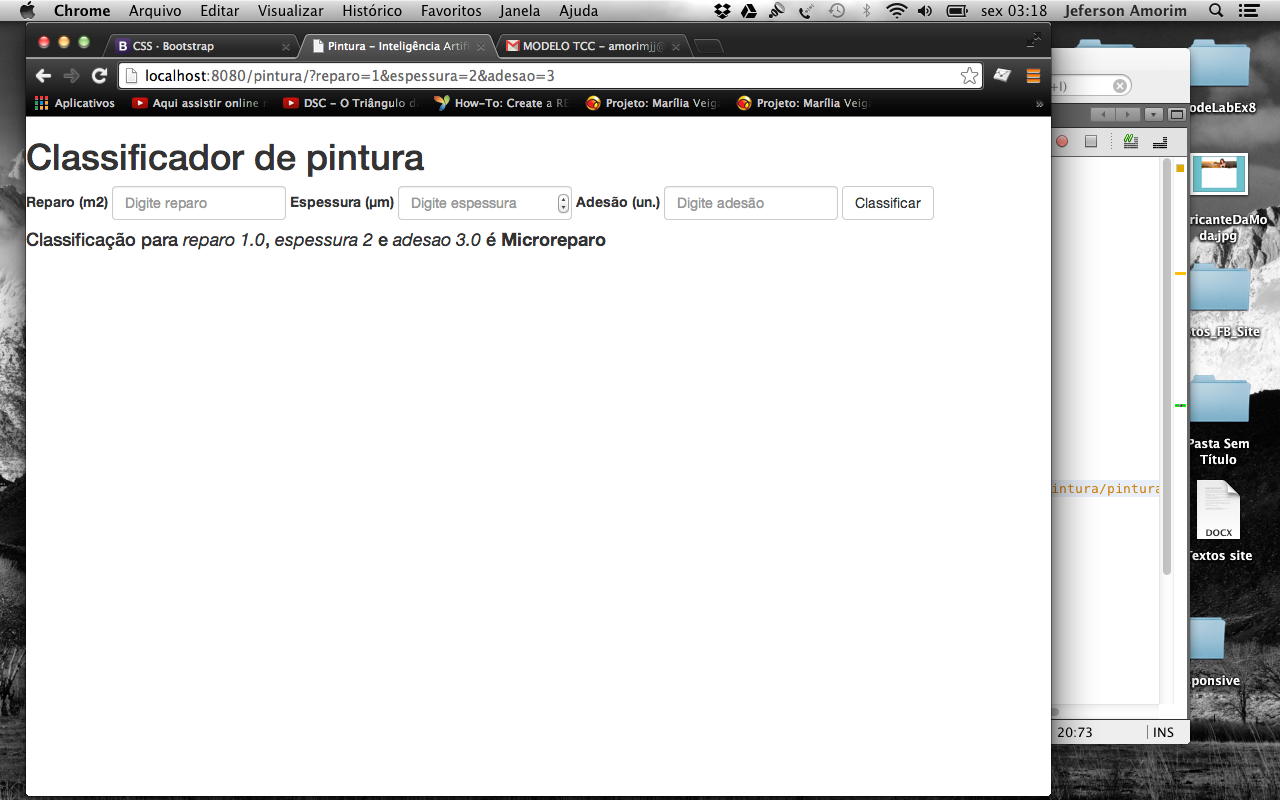 Chrome Arquivo Editar Visualizar Histórico Favoritos Janela Ajuda sex 03:18 Jeferson Amorim
CSS · Bootstrap
Pintura – Inteligência Artifi
MODELO TCC – amorimjj@
localhost:8080/pintura/?reparo=1&espessura=2&adesao=3
Aplicativos
Aqui assistir online
DSC – O Triângulo d
How-To: Create a RE
Projeto: Marília Veig
Projeto: Marília Veig
»
Classificador de pintura
Reparo (m2) Digite reparo Espessura (µm) Digite espessura Adesão (un.) Digite adesão Classificar
Classificação para reparo 1.0, espessura 2 e adesao 3.0 é Microreparo
+l)
intura/pintura
20:73 INS
odeLabEx8
ricanteDaMo
da.jpg
tos_FB_Site
Pasta Sem
Título
DOCX
Textos site
ponsive